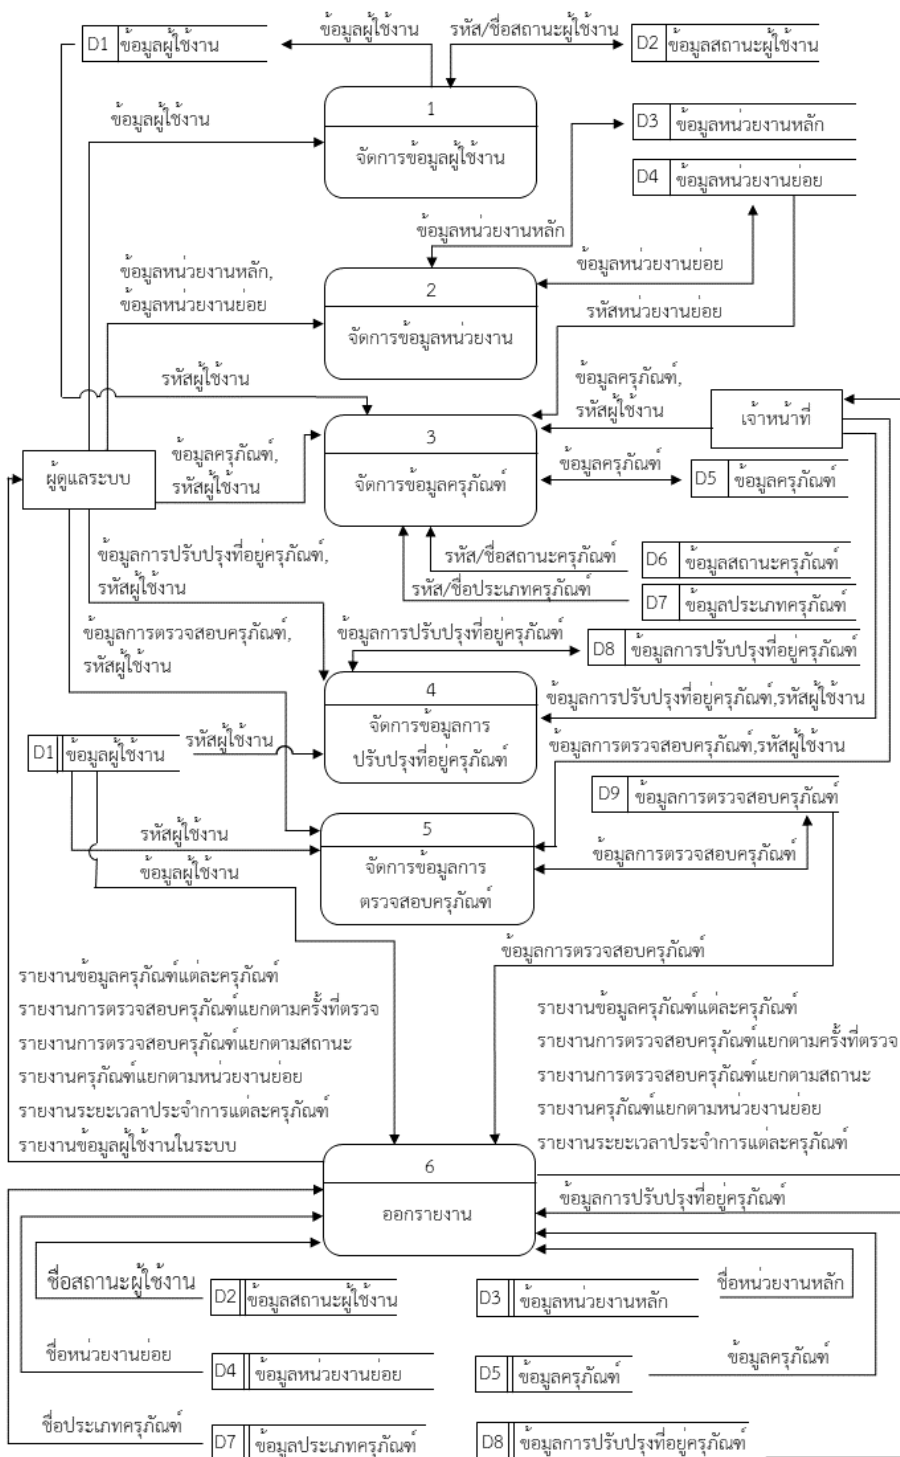 ข้อมูลผู้ใช้งาน
รหัส/ชื่อสถานะผู้ใช้งาน
D1 ข้อมูลผู้ใช้งาน
D2 ข้อมูลสถานะผู้ใช้งาน
1
จัดการข้อมูลผู้ใช้งาน
ข้อมูลผู้ใช้งาน
D3 ข้อมูลหน่วยงานหลัก
D4 ข้อมูลหน่วยงานย่อย
ข้อมูลหน่วยงานหลัก
ข้อมูลหน่วยงานหลัก,
ข้อมูลหน่วยงานย่อย
ข้อมูลหน่วยงานย่อย
2
จัดการข้อมูลหน่วยงาน
รหัสหน่วยงานย่อย
รหัสผู้ใช้งาน
ข้อมูลครุภัณฑ์,
รหัสผู้ใช้งาน
เจ้าหน้าที่
3
จัดการข้อมูลครุภัณฑ์
ผู้ดูแลระบบ
ข้อมูลครุภัณฑ์,
รหัสผู้ใช้งาน
ข้อมูลครุภัณฑ์
D5 ข้อมูลครุภัณฑ์
รหัส/ชื่อสถานะครุภัณฑ์
D6 ข้อมูลสถานะครุภัณฑ์
รหัส/ชื่อประเภทครุภัณฑ์
D7 ข้อมูลประเภทครุภัณฑ์
ข้อมูลการปรับปรุงที่อยู่ครุภัณฑ์,
รหัสผู้ใช้งาน
ข้อมูลการตรวจสอบครุภัณฑ์,
รหัสผู้ใช้งาน
ข้อมูลการปรับปรุงที่อยู่ครุภัณฑ์
D8 ข้อมูลการปรับปรุงที่อยู่ครุภัณฑ์
4
จัดการข้อมูลการ
ปรับปรุงที่อยู่ครุภัณฑ์
ข้อมูลการปรับปรุงที่อยู่ครุภัณฑ์,รหัสผู้ใช้งาน
D1 ข้อมูลผู้ใช้งาน
รหัสผู้ใช้งาน
ข้อมูลการตรวจสอบครุภัณฑ์,รหัสผู้ใช้งาน
D9 ข้อมูลการตรวจสอบครุภัณฑ์
5
จัดการข้อมูลการ
ตรวจสอบครุภัณฑ์
รหัสผู้ใช้งาน
ข้อมูลผู้ใช้งาน
ข้อมูลการตรวจสอบครุภัณฑ์
ข้อมูลการตรวจสอบครุภัณฑ์
รายงานข้อมูลครุภัณฑ์แต่ละครุภัณฑ์
รายงานการตรวจสอบครุภัณฑ์แยกตามครั้งที่ตรวจ
รายงานการตรวจสอบครุภัณฑ์แยกตามสถานะ
รายงานครุภัณฑ์แยกตามหน่วยงานย่อย
รายงานระยะเวลาประจำการแต่ละครุภัณฑ์
รายงานข้อมูลผู้ใช้งานในระบบ
รายงานข้อมูลครุภัณฑ์แต่ละครุภัณฑ์
รายงานการตรวจสอบครุภัณฑ์แยกตามครั้งที่ตรวจ
รายงานการตรวจสอบครุภัณฑ์แยกตามสถานะ
รายงานครุภัณฑ์แยกตามหน่วยงานย่อย
รายงานระยะเวลาประจำการแต่ละครุภัณฑ์
6
ออกรายงาน
ข้อมูลการปรับปรุงที่อยู่ครุภัณฑ์
ชื่อสถานะผู้ใช้งาน
D2 ข้อมูลสถานะผู้ใช้งาน
D3 ข้อมูลหน่วยงานหลัก
ชื่อหน่วยงานหลัก
ชื่อหน่วยงานย่อย
D4 ข้อมูลหน่วยงานย่อย
D5 ข้อมูลครุภัณฑ์
ข้อมูลครุภัณฑ์
ชื่อประเภทครุภัณฑ์
D7 ข้อมูลประเภทครุภัณฑ์
D8 ข้อมูลการปรับปรุงที่อยู่ครุภัณฑ์